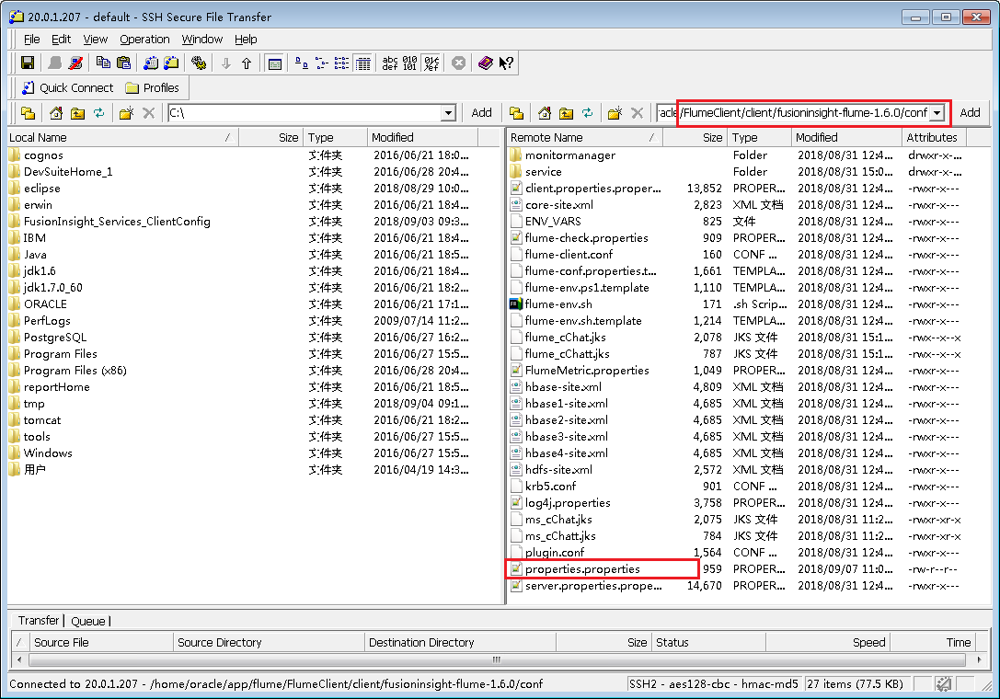 20.0.1.207 - default - SSH Secure File Transfer
File Edit View Operation Window Help
abc def 010 101
Quick Connect Profiles
C:\ Add /FlumeClient/client/fusioninsight-flume-1.6.0/conf Add
Local Name / Size Type Modified
cognos 文件夹 2016/06/21 18:0...
DevSuiteHome_1 文件夹 2016/06/28 20:4...
eclipse 文件夹 2018/08/29 10:0...
erwin 文件夹 2016/06/21 18:4...
FusionInsight_Services_ClientConfig 文件夹 2018/09/03 09:3...
IBM 文件夹 2016/06/21 18:4...
Java 文件夹 2016/06/21 18:5...
jdk1.6 文件夹 2016/06/21 18:4...
jdk1.7.0_60 文件夹 2016/06/21 18:2...
ORACLE 文件夹 2016/06/21 17:1...
PerfLogs 文件夹 2009/07/14 11:2...
PostgreSQL 文件夹 2016/06/27 16:2...
Program Files 文件夹 2016/06/27 15:5...
Program Files (x86) 文件夹 2016/06/28 20:4...
reportHome 文件夹 2016/06/21 18:5...
tmp 文件夹 2018/09/04 09:1...
tomcat 文件夹 2016/06/21 18:2...
tools 文件夹 2016/06/27 15:5...
Windows 文件夹 2016/06/27 15:5...
用户 文件夹 2016/04/19 14:3...
Remote Name / Size Type Modified Attributes
monitormanager Folder 2018/08/31 12:4... drwxr-x-...
service Folder 2018/08/31 15:0... drwxr-x-...
client.properties.proper... 13,852 PROPER... 2018/08/31 12:4... -rwxr-x---
core-site.xml 2,823 XML 文档 2018/08/31 12:4... -rwxr-x---
ENV_VARS 825 文件 2018/08/31 12:4... -rwxr-x---
flume-check.properties 909 PROPER... 2018/08/31 12:4... -rwxr-x---
flume-client.conf 160 CONF ... 2018/08/31 12:4... -rwxr-x---
flume-conf.properties.t... 1,661 TEMPLA... 2018/08/31 12:4... -rwxr-x---
flume-env.ps1.template 1,110 TEMPLA... 2018/08/31 12:4... -rwxr-x---
flume-env.sh 171 .sh Scrip... 2018/08/31 12:4... -rwxr-x---
flume-env.sh.template 1,214 TEMPLA... 2018/08/31 12:4... -rwxr-x---
flume_cChat.jks 2,078 JKS 文件 2018/08/31 15:1... -rwx--x--x
flume_cChatt.jks 787 JKS 文件 2018/08/31 15:1... -rwx--x--x
FlumeMetric.properties 1,049 PROPER... 2018/08/31 12:4... -rwxr-x---
hbase-site.xml 4,809 XML 文档 2018/08/31 12:4... -rwxr-x---
hbase1-site.xml 4,685 XML 文档 2018/08/31 12:4... -rwxr-x---
hbase2-site.xml 4,685 XML 文档 2018/08/31 12:4... -rwxr-x---
hbase3-site.xml 4,685 XML 文档 2018/08/31 12:4... -rwxr-x---
hbase4-site.xml 4,685 XML 文档 2018/08/31 12:4... -rwxr-x---
hdfs-site.xml 2,572 XML 文档 2018/08/31 12:4... -rwxr-x---
krb5.conf 901 CONF ... 2018/08/31 12:4... -rwxr-x---
log4j.properties 3,758 PROPER... 2018/08/31 12:4... -rwxr-x---
ms_cChat.jks 2,075 JKS 文件 2018/08/31 11:2... -rwxr-xr-x
ms_cChatt.jks 784 JKS 文件 2018/08/31 11:2... -rwxr-xr-x
plugin.conf 1,564 CONF ... 2018/08/31 12:4... -rwxr-x---
properties.properties 959 PROPER... 2018/09/07 11:0... -rw-r--r--
server.properties.prope... 14,670 PROPER... 2018/08/31 12:4... -rwxr-x---
Transfer Queue
/ Source File Source Directory Destination Directory Size Status Speed Time
Connected to 20.0.1.207 - /home/oracle/app/flume/FlumeClient/client/fusioninsight-flume-1.6.0/conf SSH2 - aes128-cbc - hmac-md5 27 items (77.5 KB)